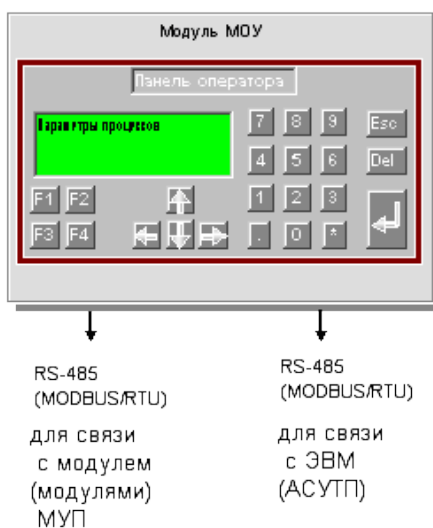 Модуль МОУ
Панель оператора
Параметры процессов
7 8 9 Esc
4 5 6 Del
F1 F2 1 2 3
F3 F4 . 0 *
RS-485
(MODBUS/RTU)
для связи
с модулем
(модулями)
МУП
RS-485
(MODBUS/RTU)
для связи
с ЭВМ
(АСУТП)